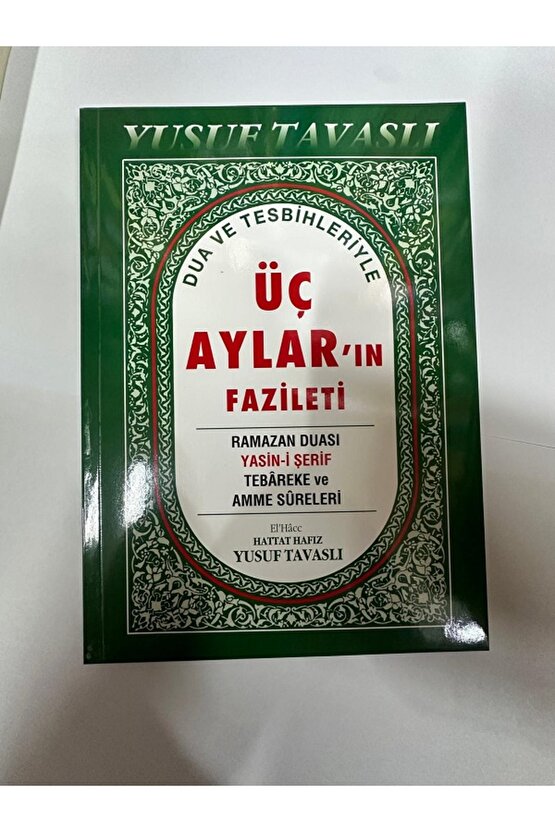 YUSUF TAVASLI
DUA VE TESBİHLERİYLE
ÜÇ
AYLAR'IN
FAZİLETİ
RAMAZAN DUASI
YASİN-İ ŞERİF
TEBÂREKE ve
AMME SÛRELERİ
El'Hâcc
HATTAT HAFIZ
YUSUF TAVASLI